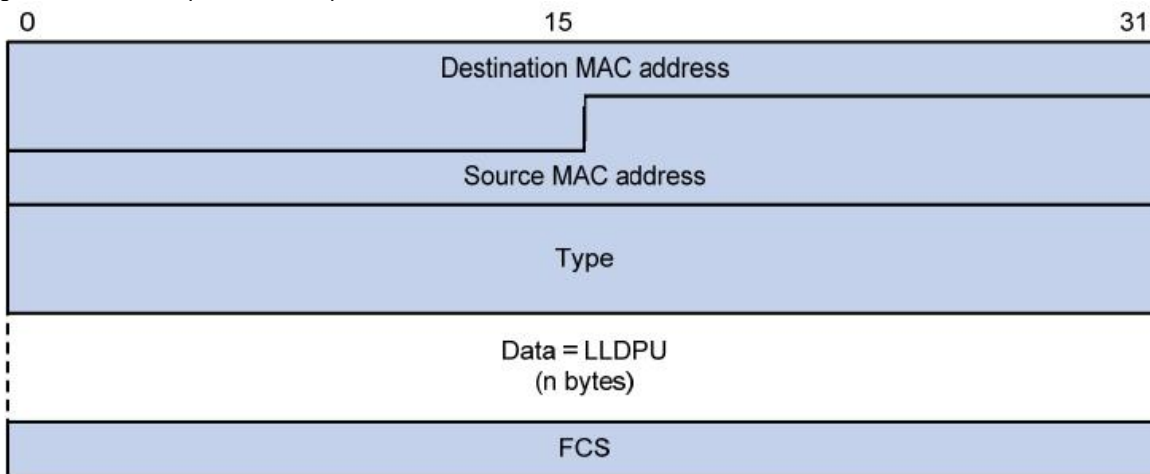 0 15 31
Destination MAC address
Source MAC address
Type
Data = LLDPU
(n bytes)
FCS